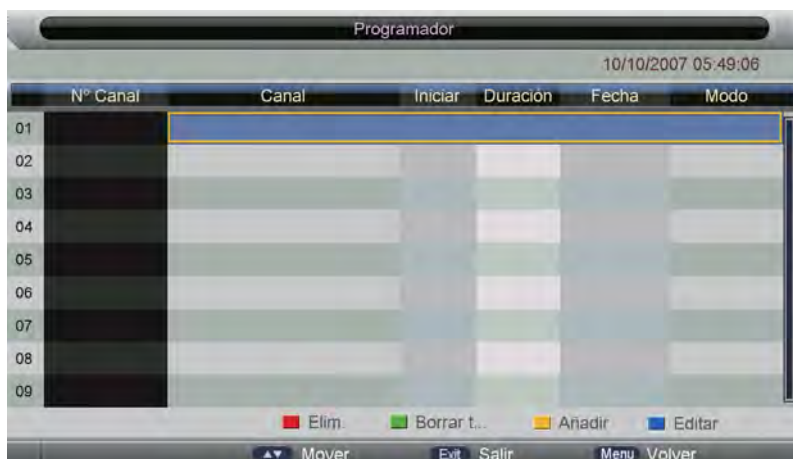 Programador
10/10/2007 05:49:06
Nº Canal Canal Iniciar Duración Fecha Modo
01
02
03
04
05
06
07
08
09
Elim. Borrar t... Añadir Editar
▲▼ Mover Exit Salir Menu Volver